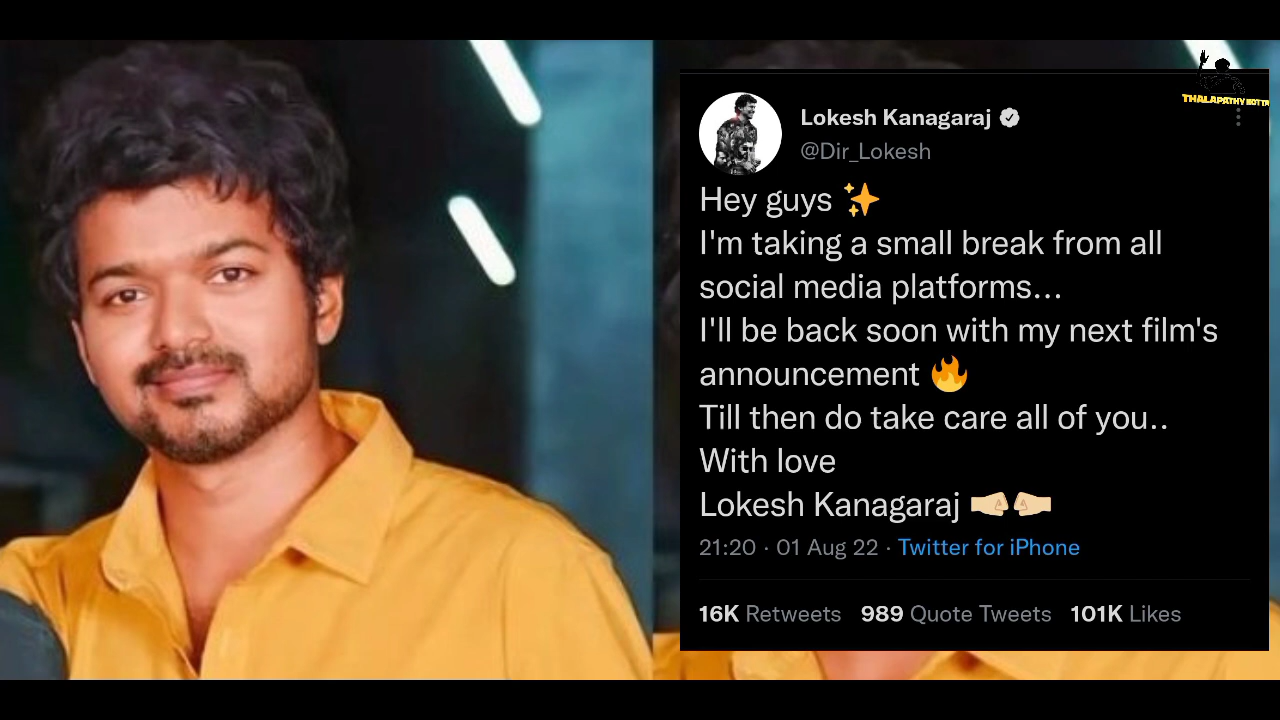 THALAPATHY
Lokesh Kanagaraj
@Dir_Lokesh
Hey guys ✨
I'm taking a small break from all
social media platforms...
I'll be back soon with my next film's
announcement 🔥
Till then do take care all of you..
With love
Lokesh Kanagaraj 🤜🏼🤛🏼
21:20 · 01 Aug 22 · Twitter for iPhone
16K Retweets 989 Quote Tweets 101K Likes